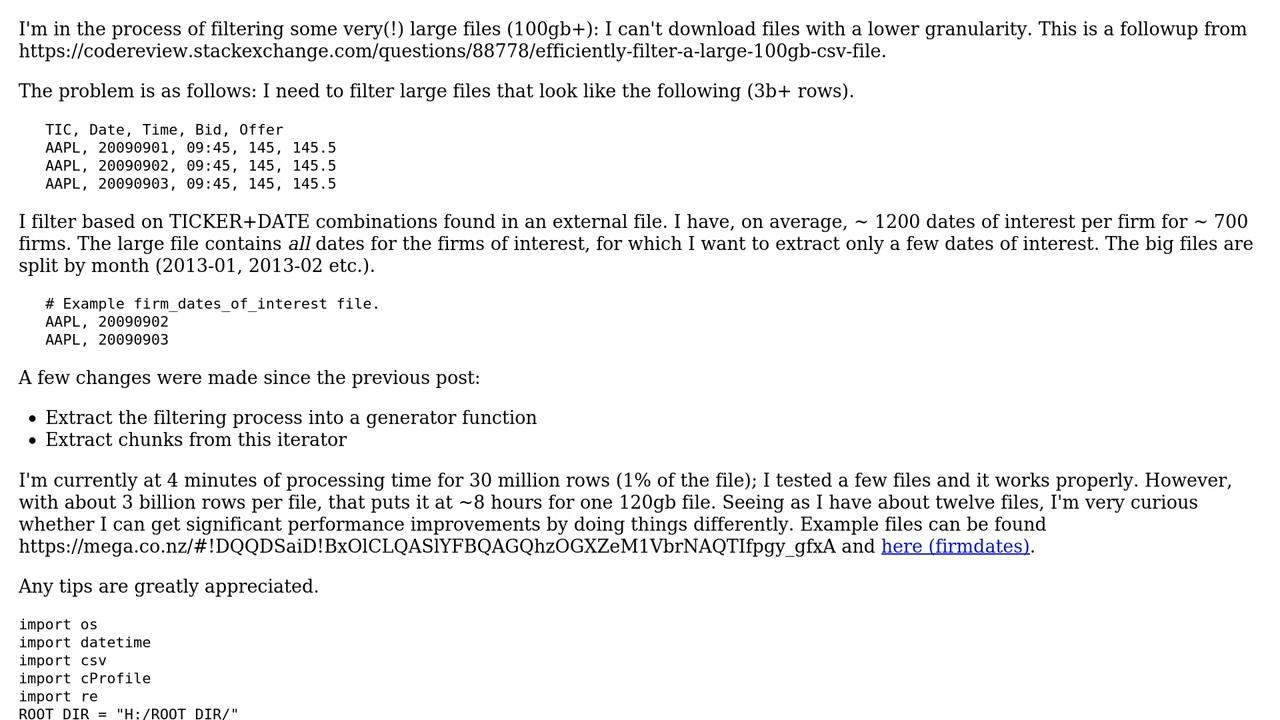 I'm in the process of filtering some very(!) large files (100gb+): I can't download files with a lower granularity. This is a followup from
https://codereview.stackexchange.com/questions/88778/efficiently-filter-a-large-100gb-csv-file.
The problem is as follows: I need to filter large files that look like the following (3b+ rows).
TIC, Date, Time, Bid, Offer
AAPL, 20090901, 09:45, 145, 145.5
AAPL, 20090902, 09:45, 145, 145.5
AAPL, 20090903, 09:45, 145, 145.5
I filter based on TICKER+DATE combinations found in an external file. I have, on average, ~ 1200 dates of interest per firm for ~ 700
firms. The large file contains all dates for the firms of interest, for which I want to extract only a few dates of interest. The big files are
split by month (2013-01, 2013-02 etc.).
# Example firm_dates_of_interest file.
AAPL, 20090902
AAPL, 20090903
A few changes were made since the previous post:
• Extract the filtering process into a generator function
• Extract chunks from this iterator
I'm currently at 4 minutes of processing time for 30 million rows (1% of the file); I tested a few files and it works properly. However,
with about 3 billion rows per file, that puts it at ~8 hours for one 120gb file. Seeing as I have about twelve files, I'm very curious
whether I can get significant performance improvements by doing things differently. Example files can be found
https://mega.co.nz/#!DQQDSaiD!BxOlCLQASlYFBQAGQhzOGXZeM1VbrNAQTIfpgy_gfxA and here (firmdates).
Any tips are greatly appreciated.
import os
import datetime
import csv
import cProfile
import re
ROOT_DIR = "H:/ROOT_DIR/"